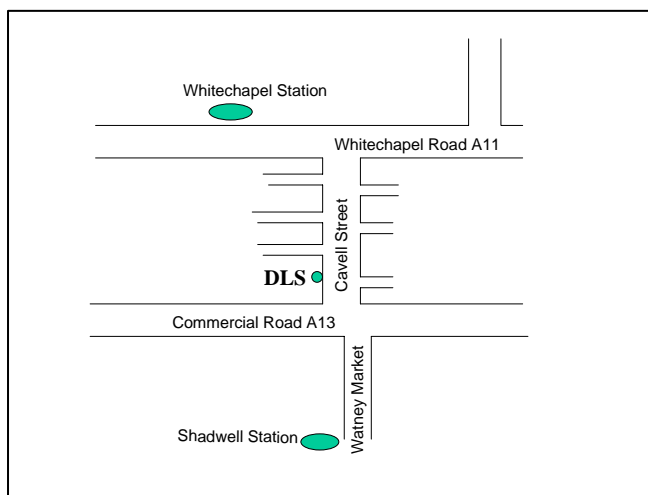 Whitechapel Station
Whitechapel Road A11
Cavell Street
DLS
Commercial Road A13
Watney Market
Shadwell Station